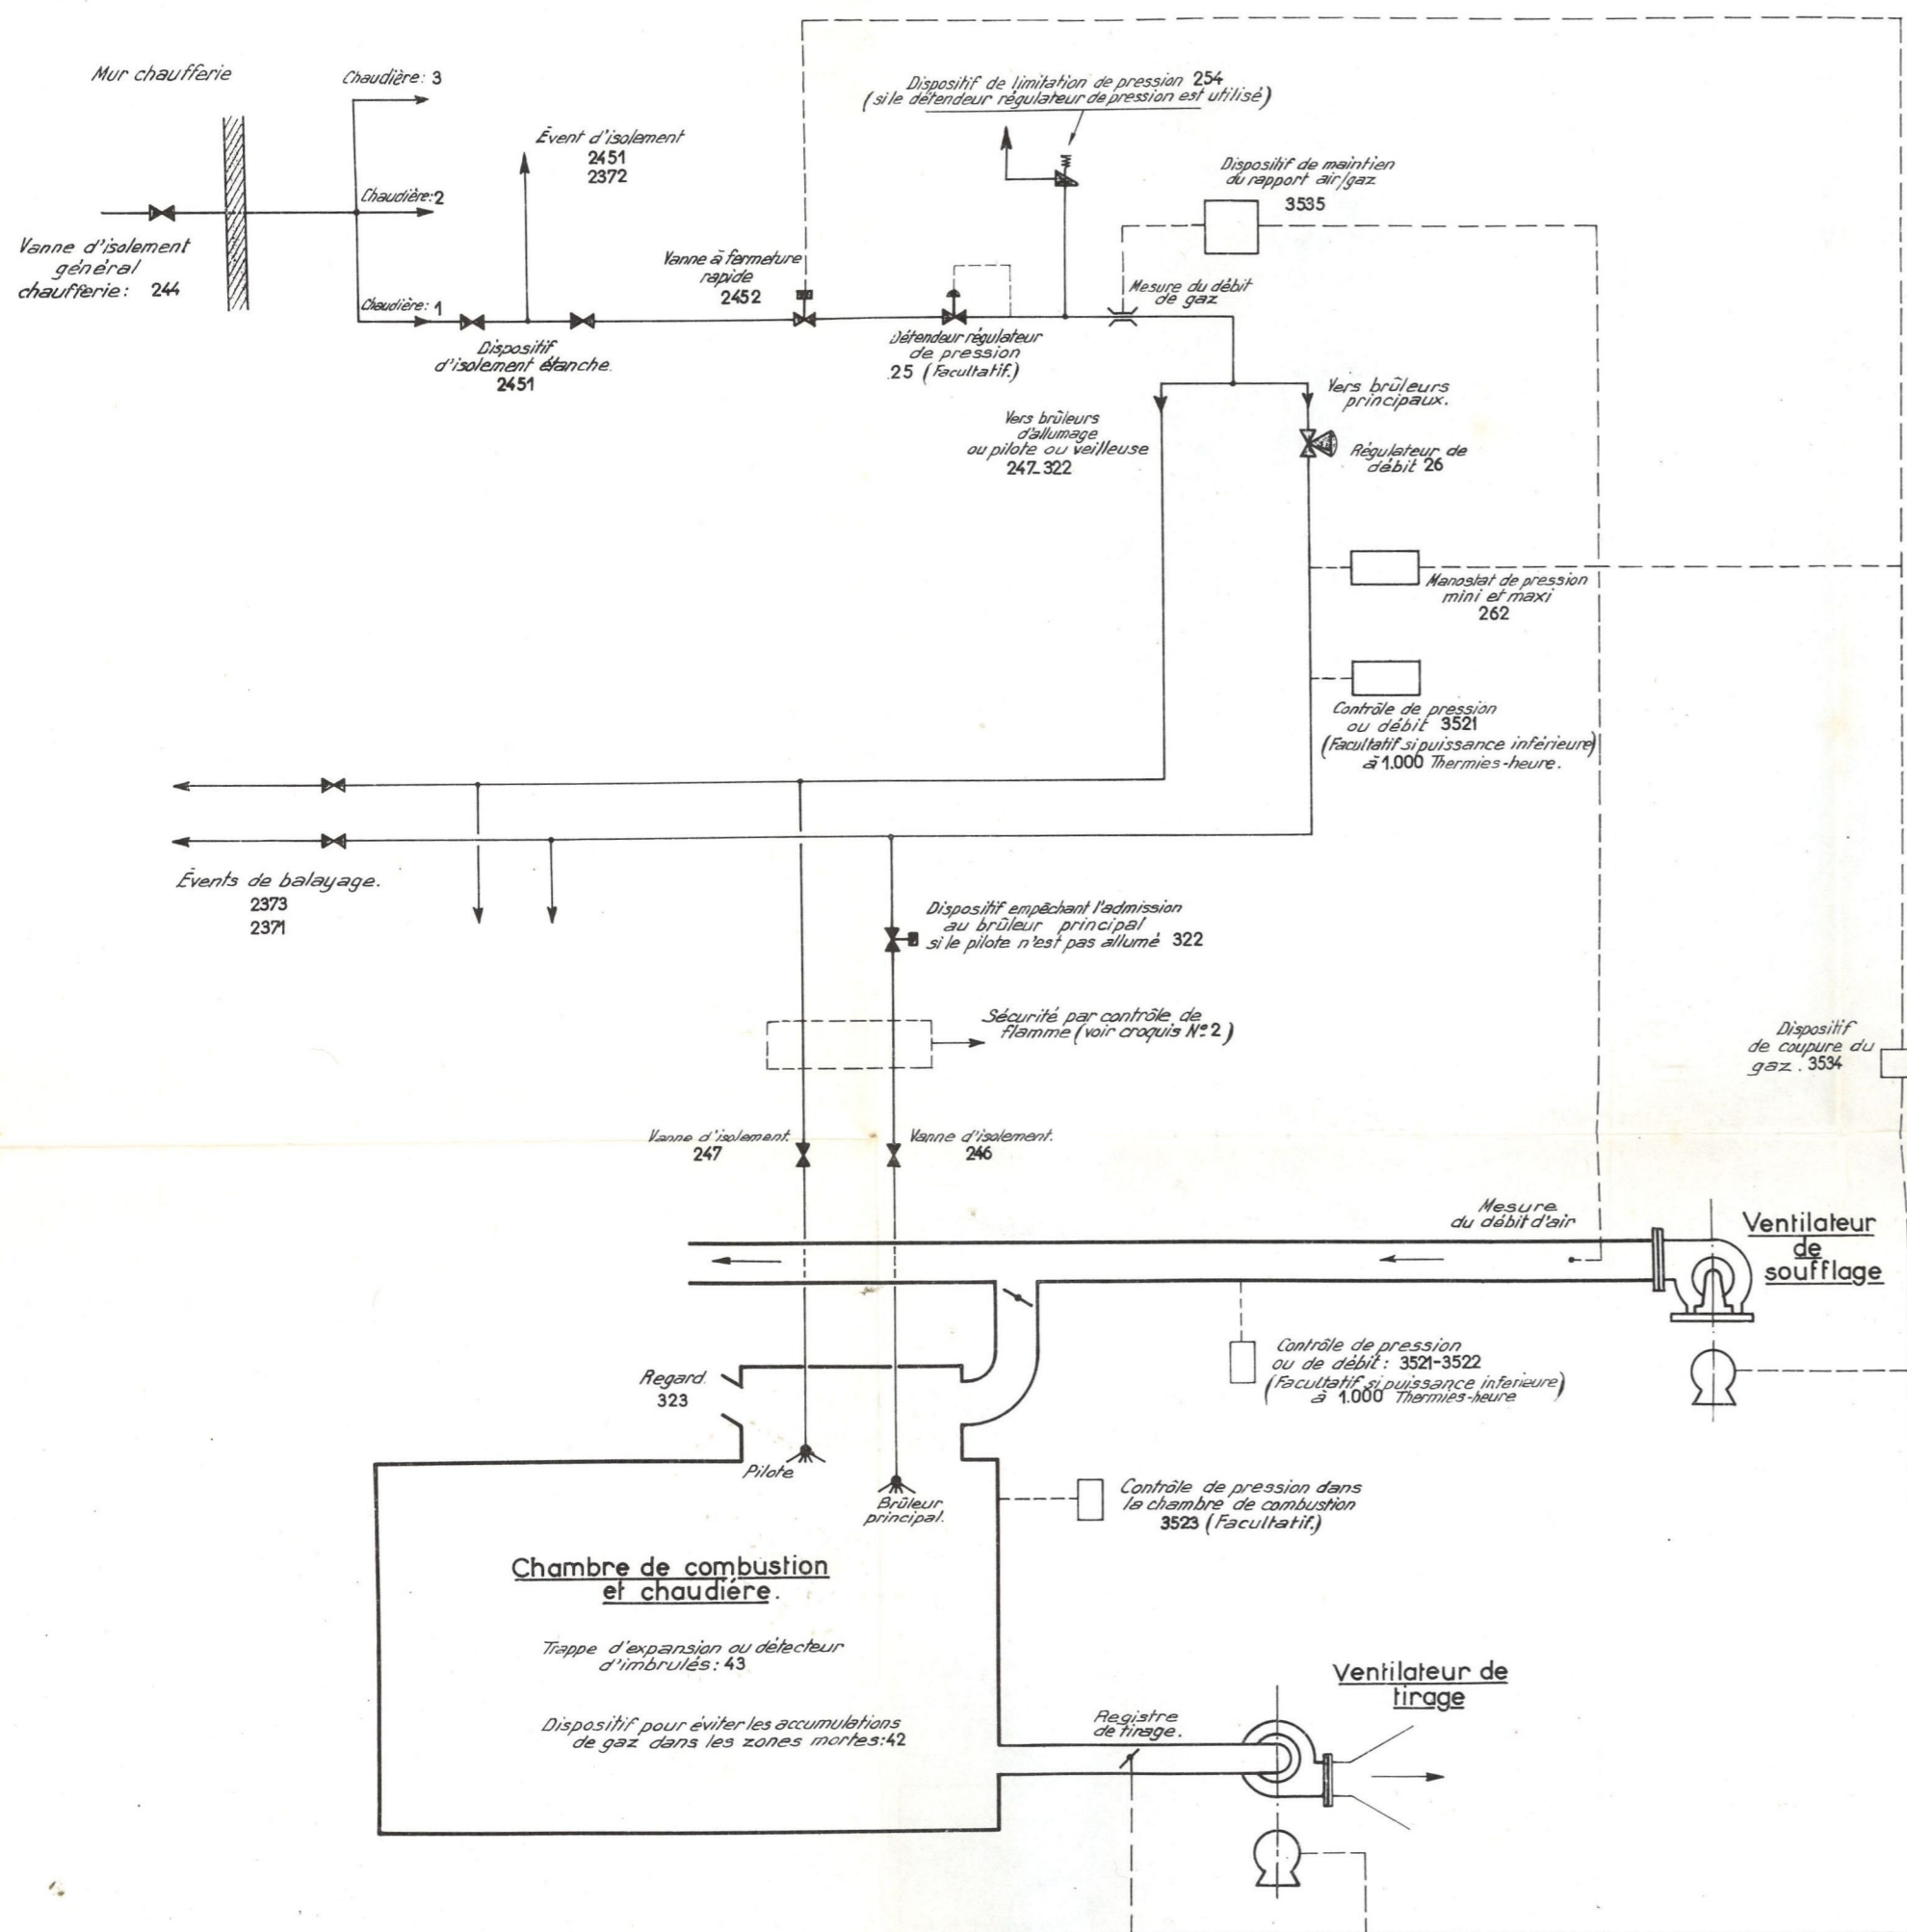 Mur chaufferie
Chaudière: 3
Dispositif de limitation de pression 254
(si le détendeur régulateur de pression est utilisé)
Évent d'isolement
2451
2372
Dispositif de maintien
du rapport air/gaz
3535
Chaudière: 2
Vanne d'isolement
général
chaufferie: 244
Vanne à fermeture
rapide
2452
Mesure du débit
de gaz
Chaudière: 1
Dispositif
d'isolement étanche.
2451
Détendeur régulateur
de pression
25 (Facultatif.)
Vers brûleurs
principaux.
Vers brûleurs
d'allumage
ou pilote ou veilleuse
247-322
Régulateur de
débit 26
Manostat de pression
mini et maxi
262
Contrôle de pression
ou débit 3521
(Facultatif si puissance inférieure)
à 1.000 Thermies-heure.
Évents de balayage.
2373
2371
Dispositif empêchant l'admission
au brûleur principal
si le pilote n'est pas allumé 322
Sécurité par contrôle de
flamme (voir croquis N° 2)
Dispositif
de coupure du
gaz. 3534
Vanne d'isolement.
247
Vanne d'isolement.
246
Mesure
du débit d'air
Ventilateur
de
soufflage
Contrôle de pression
ou de débit: 3521-3522
(Facultatif si puissance inferieure)
à 1.000 Thermies-heure
Regard.
323
Pilote
Brûleur
principal.
Contrôle de pression dans
la chambre de combustion
3523 (Facultatif.)
Chambre de combustion
et chaudiére.
Trappe d'expansion ou détecteur
d'imbrulés: 43
Dispositif pour éviter les accumulations
de gaz dans les zones mortes: 42
Registre
de tirage.
Ventilateur de
tirage